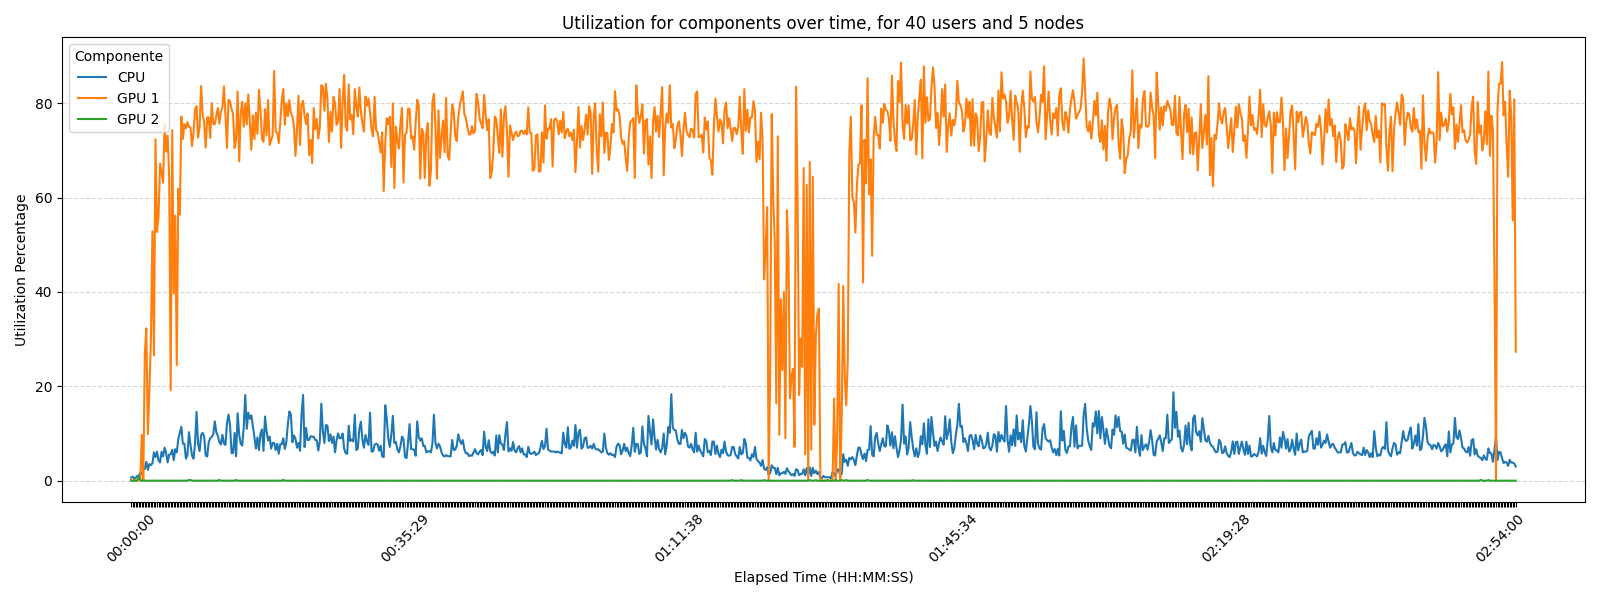 Utilization for components over time, for 40 users and 5 nodes
Componente
CPU
GPU 1
GPU 2
Utilization Percentage
80
60
40
20
0
00:00:00
00:35:29
01:11:38
01:45:34
02:19:28
02:54:00
Elapsed Time (HH:MM:SS)